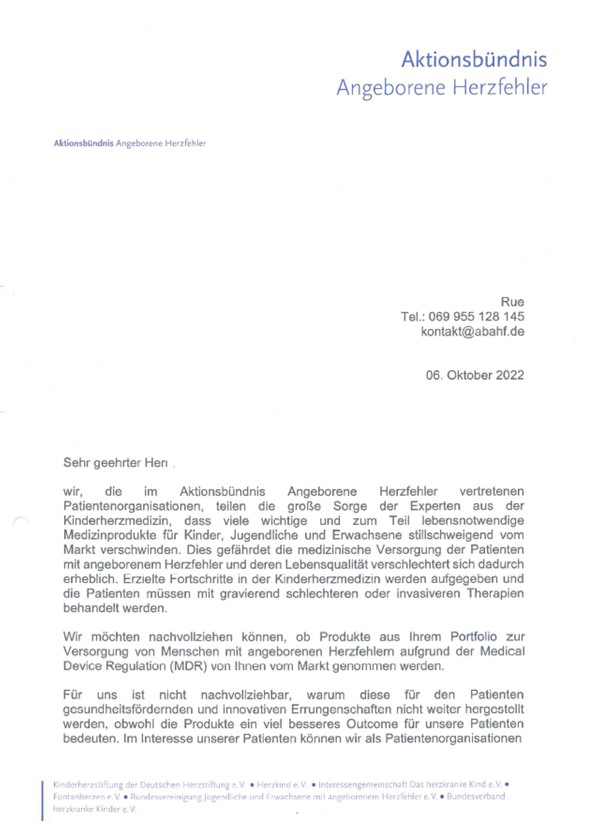 Aktionsbündnis
Angeborene Herzfehler
Aktionsbündnis Angeborene Herzfehler
Rue
Tel.: 069 955 128 145
kontakt@abahf.de
06. Oktober 2022
Sehr geehrter Herr
wir, die im Aktionsbündnis Angeborene Herzfehler vertretenen
Patientenorganisationen, teilen die große Sorge der Experten aus der
Kinderherzmedizin, dass viele wichtige und zum Teil lebensnotwendige
Medizinprodukte für Kinder, Jugendliche und Erwachsene stillschweigend vom
Markt verschwinden. Dies gefährdet die medizinische Versorgung der Patienten
mit angeborenem Herzfehler und deren Lebensqualität verschlechtert sich dadurch
erheblich. Erzielte Fortschritte in der Kinderherzmedizin werden aufgegeben und
die Patienten müssen mit gravierend schlechteren oder invasiveren Therapien
behandelt werden.
Wir möchten nachvollziehen können, ob Produkte aus Ihrem Portfolio zur
Versorgung von Menschen mit angeborenen Herzfehlern aufgrund der Medical
Device Regulation (MDR) von Ihnen vom Markt genommen werden.
Für uns ist nicht nachvollziehbar, warum diese für den Patienten
gesundheitsfördernden und innovativen Errungenschaften nicht weiter hergestellt
werden, obwohl die Produkte ein viel besseres Outcome für unsere Patienten
bedeuten. Im Interesse unserer Patienten können wir als Patientenorganisationen
Kinderherzstiftung der Deutschen Herzstiftung e.V. • Herzkind e.V. • Interessengemeinschaft Das herzkranke Kind e.V. •
Fontanherzen e.V. • Bundesvereinigung Jugendliche und Erwachsene mit angeborenem Herzfehler e.V. • Bundesverband
herzkranke Kinder e.V.